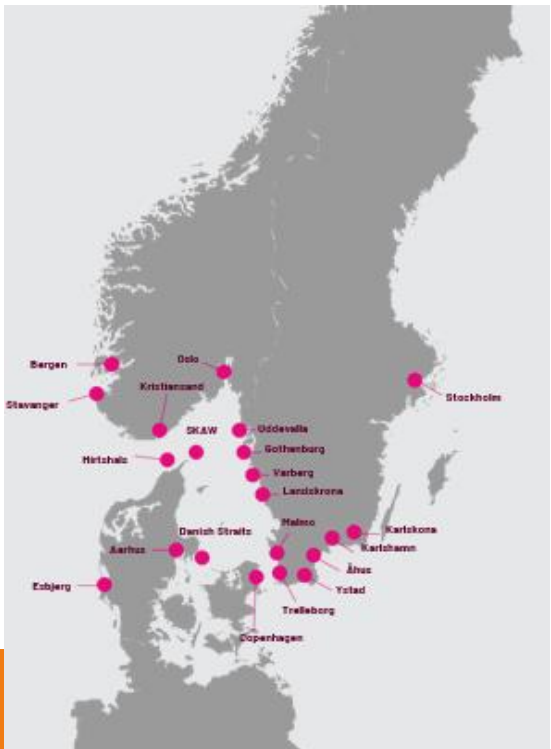 Bergen
Oslo
Kristiansand
Stavanger
Stockholm
SKAW
Uddevalla
Gothenburg
Hirtshals
Varberg
Landskrona
Malmo
Danish Straits
Karlskona
Karlshamn
Aarhus
Åhus
Esbjerg
Ystad
Trelleborg
Copenhagen